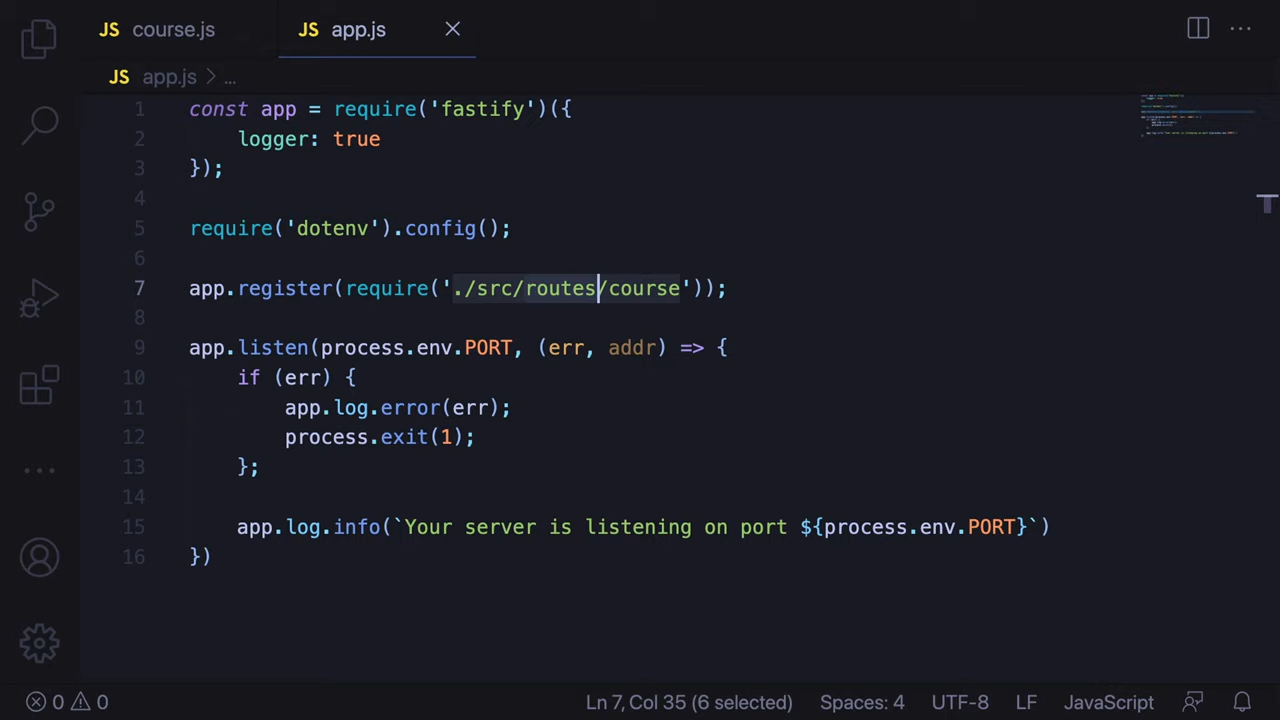 JS course.js JS app.js
JS app.js > ...
1 const app = require('fastify')({
2     logger: true
3 });
4
5 require('dotenv').config();
6
7 app.register(require('./src/routes/course'));
8
9 app.listen(process.env.PORT, (err, addr) => {
10     if (err) {
11         app.log.error(err);
12         process.exit(1);
13     };
14
15     app.log.info(`Your server is listening on port ${process.env.PORT}`)
16 })
0 0 Ln 7, Col 35 (6 selected) Spaces: 4 UTF-8 LF JavaScript